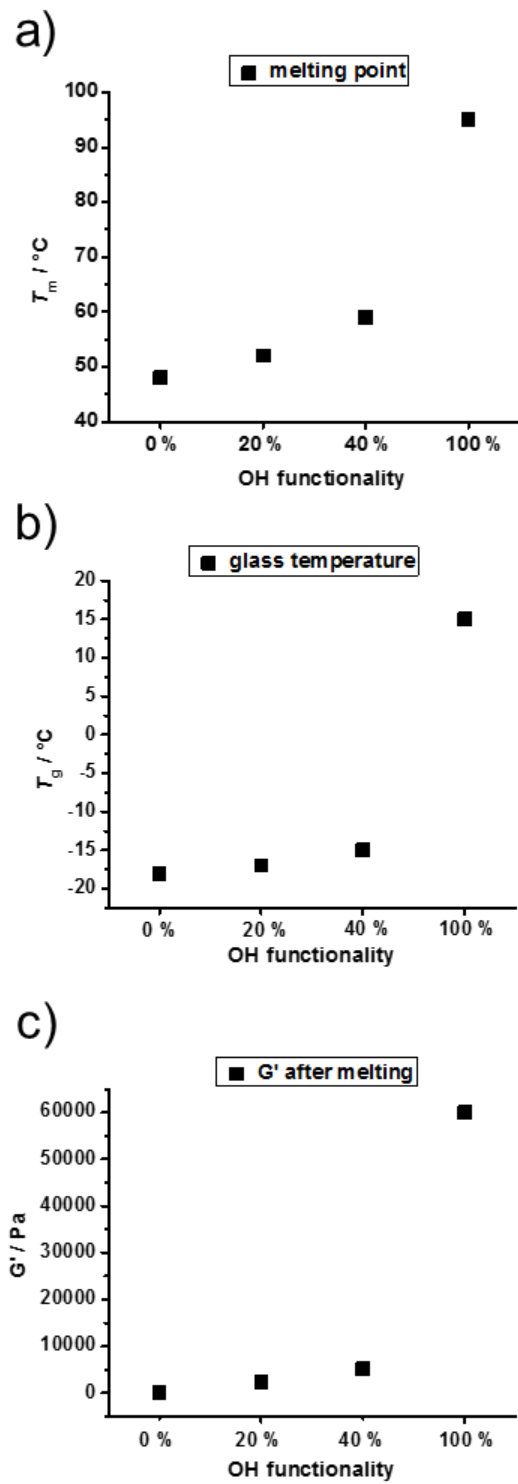 a)
melting point
100
90
80
70
60
50
40
Tm / °C
0 % 20 % 40 % 100 %
OH functionality
b)
glass temperature
20
15
10
5
0
-5
-10
-15
-20
Tg / °C
0 % 20 % 40 % 100 %
OH functionality
c)
G' after melting
60000
50000
40000
30000
20000
10000
0
G' / Pa
0 % 20 % 40 % 100 %
OH functionality